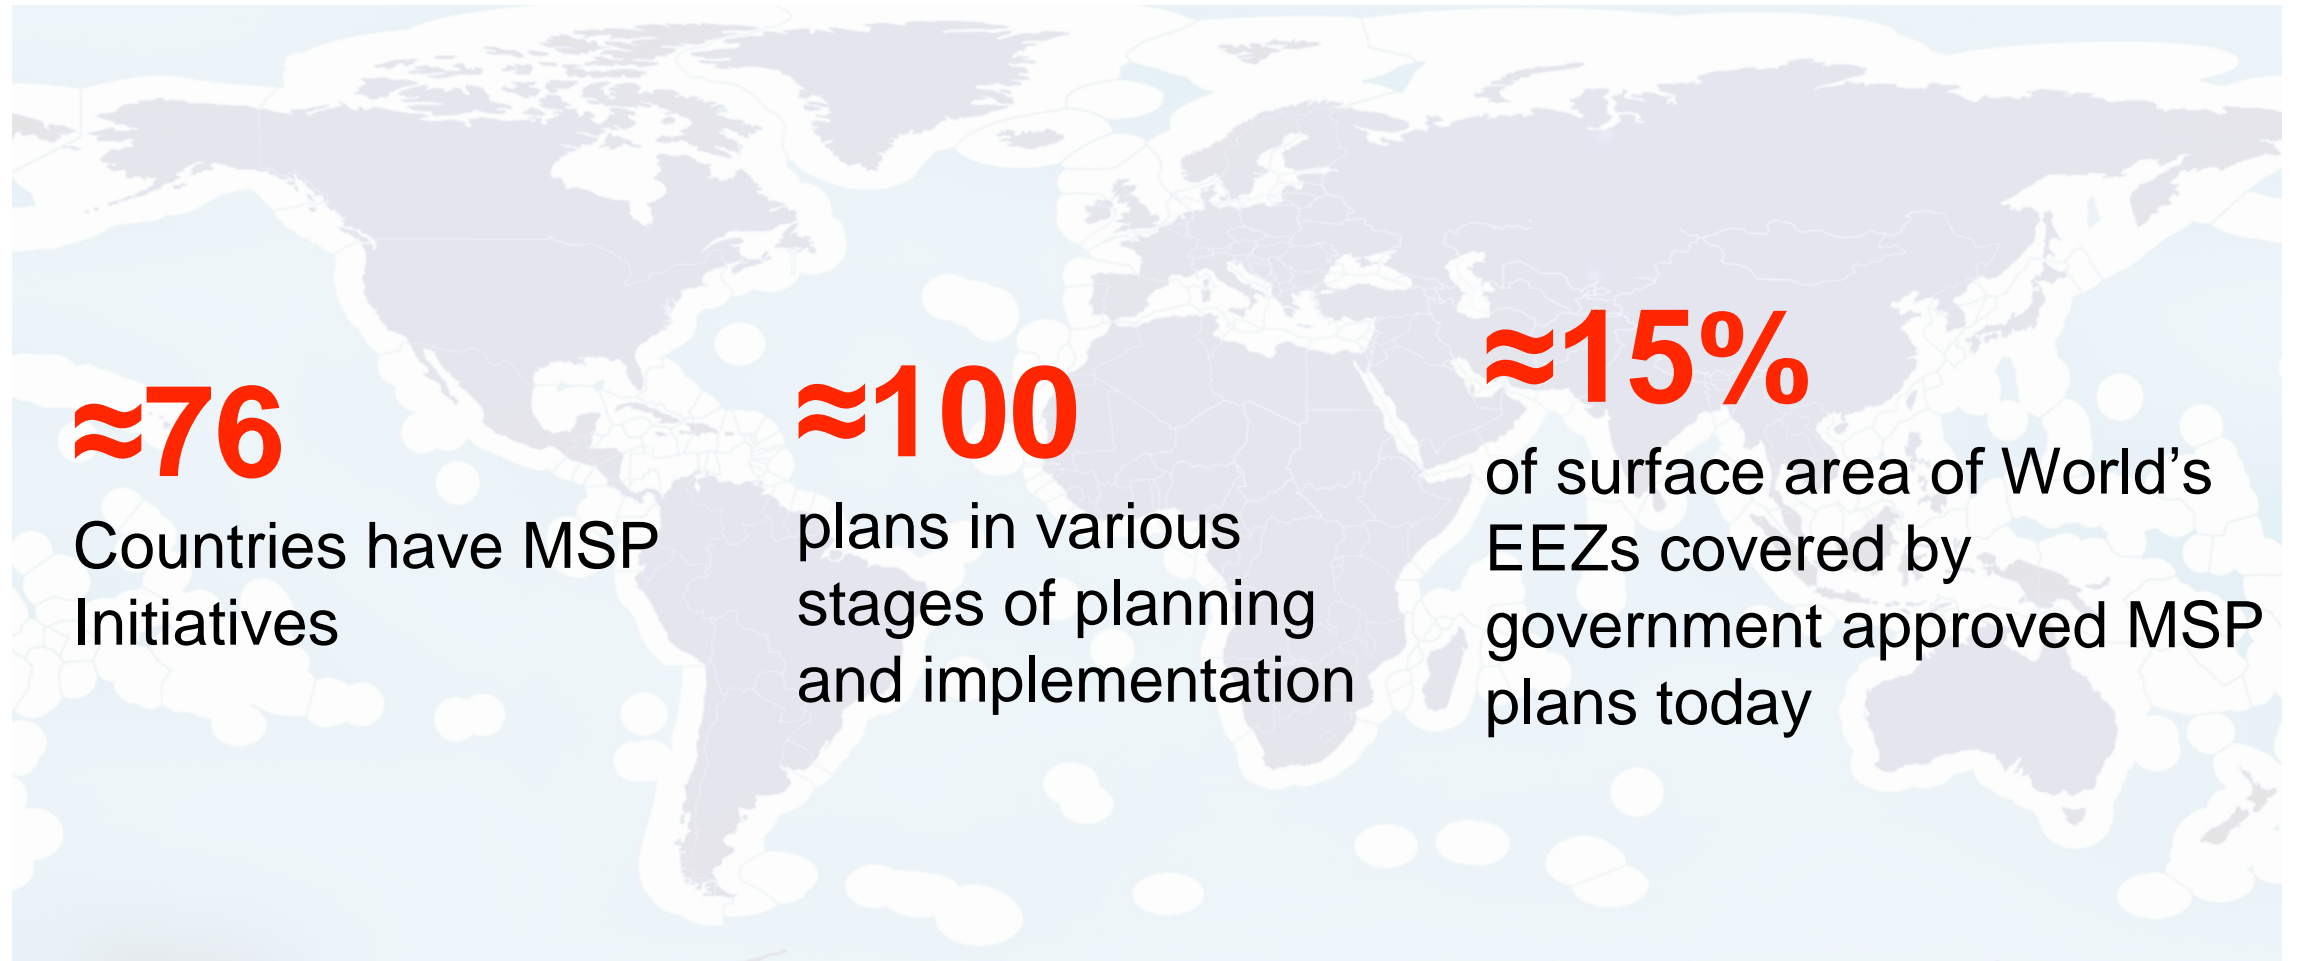 ≈76
Countries have MSP
Initiatives
≈100
plans in various
stages of planning
and implementation
≈15%
of surface area of World’s
EEZs covered by
government approved MSP
plans today